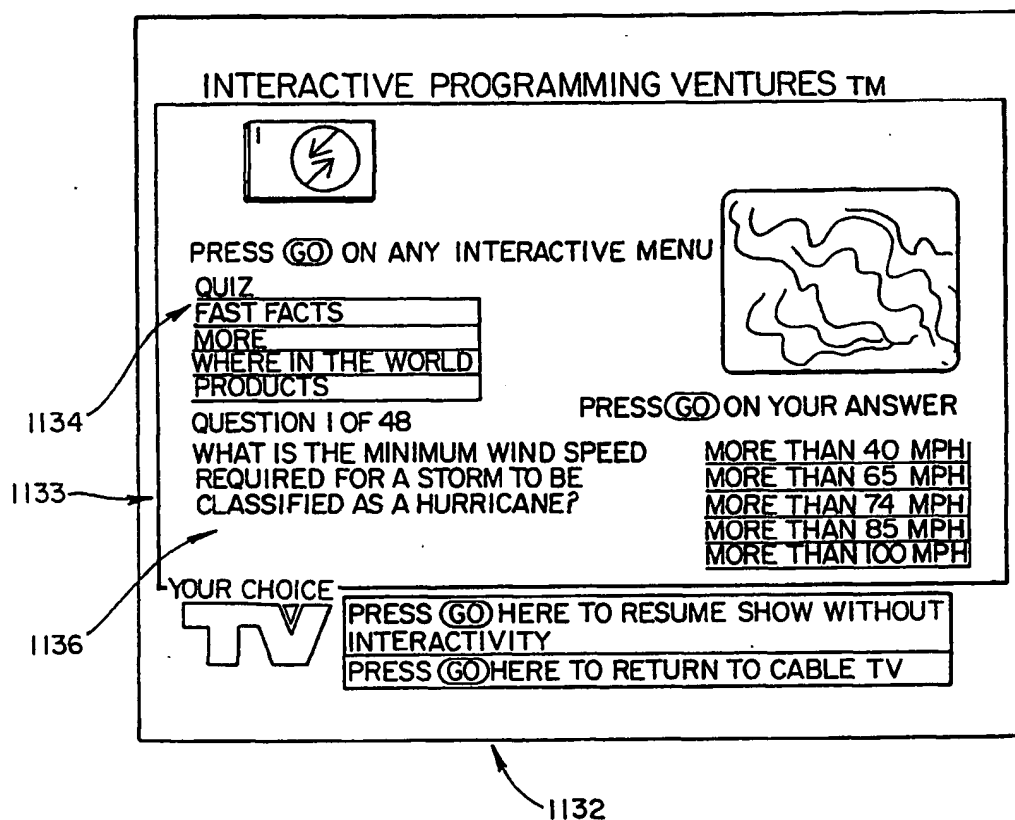 INTERACTIVE PROGRAMMING VENTURES TM
PRESS GO ON ANY INTERACTIVE MENU
QUIZ
FAST FACTS
MORE
WHERE IN THE WORLD
PRODUCTS
1134
QUESTION 1 OF 48
PRESS GO ON YOUR ANSWER
WHAT IS THE MINIMUM WIND SPEED
REQUIRED FOR A STORM TO BE
CLASSIFIED AS A HURRICANE?
1133
MORE THAN 40 MPH
MORE THAN 65 MPH
MORE THAN 74 MPH
MORE THAN 85 MPH
MORE THAN 100 MPH
1136
YOUR CHOICE
TV
PRESS GO HERE TO RESUME SHOW WITHOUT
INTERACTIVITY
PRESS GO HERE TO RETURN TO CABLE TV
1132